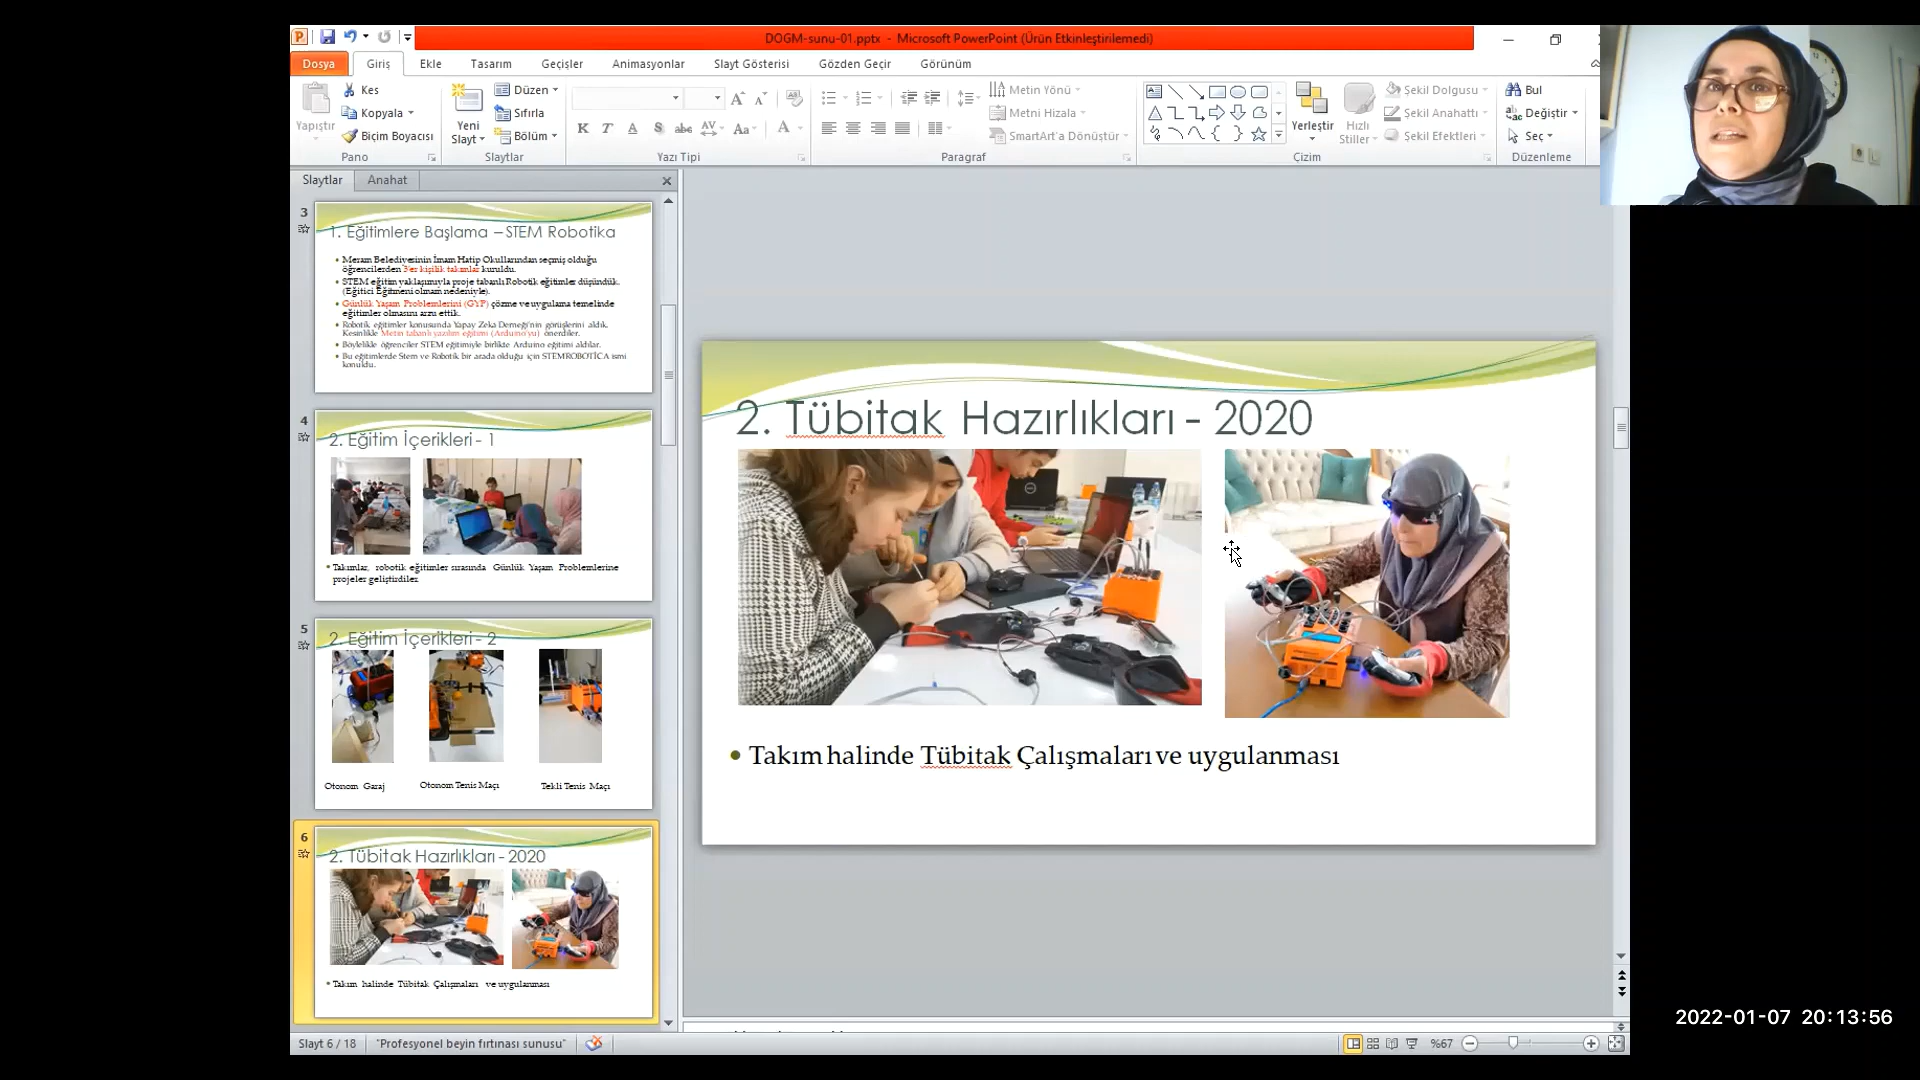 DOGM-sunu-01.pptx - Microsoft PowerPoint (Ürün Etkinleştirilemedi)
Dosya Giriş Ekle Tasarım Geçişler Animasyonlar Slayt Gösterisi Gözden Geçir Görünüm
Yapıştır
Kes
Kopyala
Biçim Boyacısı
Pano
Yeni Slayt
Düzen
Sıfırla
Bölüm
Slaytlar
K T A S abc AV Aa A
Yazı Tipi
Metin Yönü
Metni Hizala
SmartArt'a Dönüştür
Paragraf
Yerleştir
Hızlı Stiller
Şekil Dolgusu
Şekil Anahattı
Şekil Efektleri
Çizim
Bul
Değiştir
Seç
Düzenleme
Slaytlar Anahat
3
1. Eğitimlere Başlama – STEM Robotika
• Meram Belediyesinin İmam Hatip Okullarından seçmiş olduğu
öğrencilerden 3'er kişilik takımlar kuruldu.
• STEM eğitim yaklaşımıyla proje tabanlı Robotik eğitimler düşündük.
(Eğitici Eğitmeni olmam nedeniyle).
• Günlük Yaşam Problemlerini (GYP) çözme ve uygulama temelinde
eğitimler olmasını arzu ettik.
• Robotik eğitimler konusunda Yapay Zeka Derneği'nin görüşlerini aldık.
Kesinlikle Metin tabanlı yazılım eğitimi (Arduino'yu) önerdiler.
• Böylelikle öğrenciler STEM eğitimiyle birlikte Arduino eğitimi aldılar.
• Bu eğitimlerde Stem ve Robotik bir arada olduğu için STEMROBOTİCA ismi
konuldu.
4
2. Eğitim İçerikleri - 1
• Takımlar, robotik eğitimler sırasında Günlük Yaşam Problemlerine
projeler geliştirdiler.
5
2. Eğitim İçerikleri - 2
Otonom Garaj
Otonom Tenis Maçı
Tekli Tenis Maçı
6
2. Tübitak Hazırlıkları - 2020
• Takım halinde Tübitak Çalışmaları ve uygulanması
2. Tübitak Hazırlıkları - 2020
• Takım halinde Tübitak Çalışmaları ve uygulanması
Slayt 6 / 18 "Profesyonel beyin fırtınası sunusu" %67
2022-01-07 20:13:56